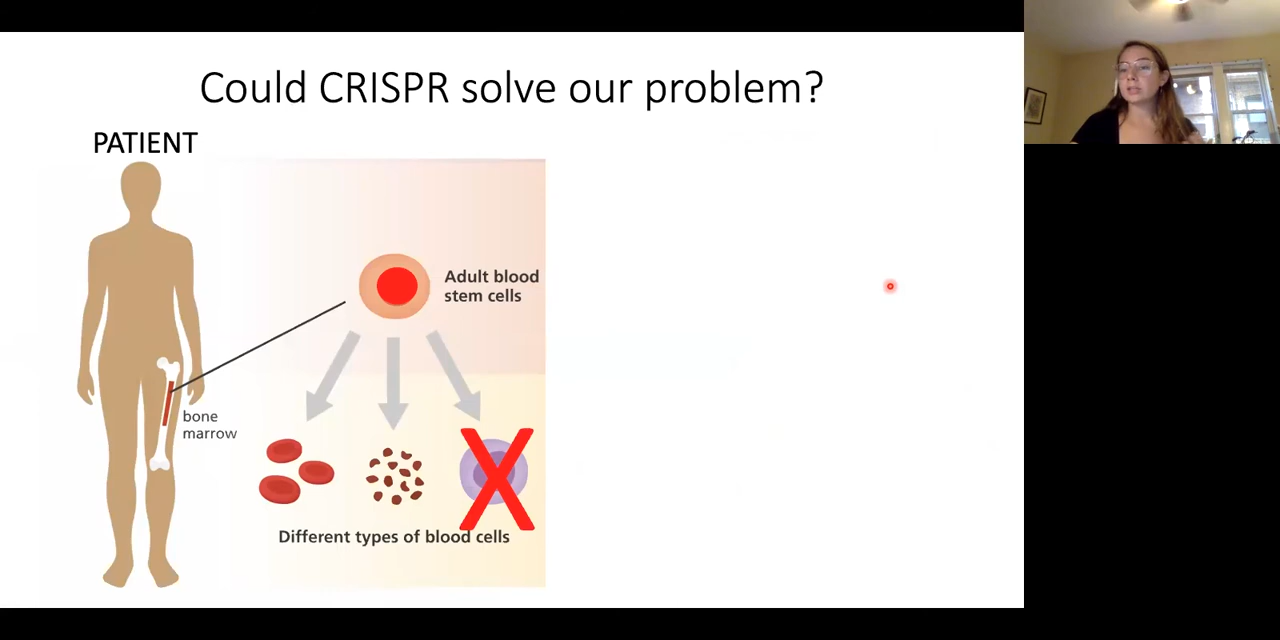 Could CRISPR solve our problem?
PATIENT
Adult blood
stem cells
bone
marrow
Different types of blood cells